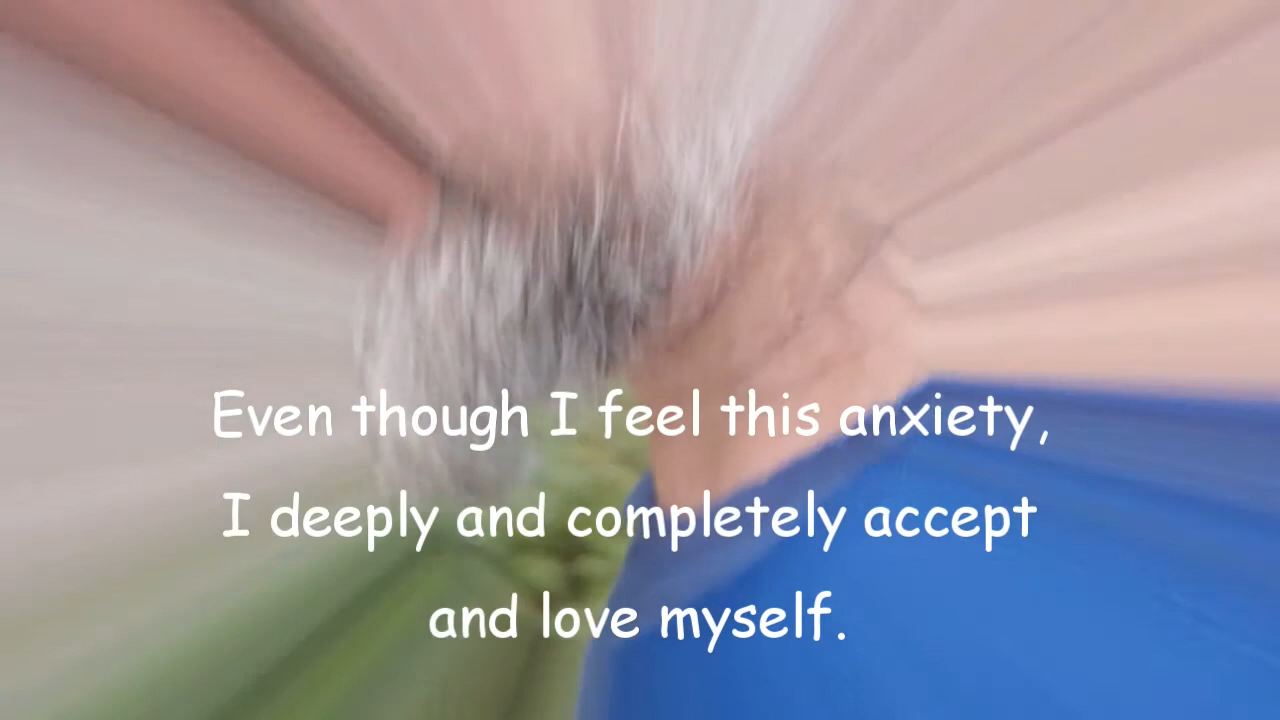 Even though I feel this anxiety,
I deeply and completely accept
and love myself.